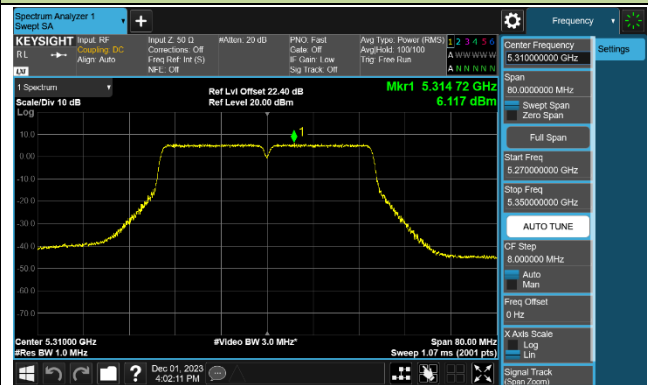 Spectrum Analyzer 1
Swept SA
Frequency
KEYSIGHT
RL
LXI
Input: RF
Coupling: DC
Align: Auto
Input Z: 50 Ω
Corrections: Off
Freq Ref: Int (S)
NFE: Off
#Atten: 20 dB
PNO: Fast
Gate: Off
IF Gain: Low
Sig Track: Off
Avg Type: Power (RMS)
Avg|Hold: 100/100
Trig: Free Run
1 2 3 4 5 6
A W W W W W
A N N N N N
1 Spectrum
Scale/Div 10 dB
Log
Ref Lvl Offset 22.40 dB
Ref Level 20.00 dBm
Mkr1 5.314 72 GHz
6.117 dBm
1
10.0
0.00
-10.0
-20.0
-30.0
-40.0
-50.0
-60.0
-70.0
Center 5.31000 GHz
#Res BW 1.0 MHz
#Video BW 3.0 MHz*
Span 80.00 MHz
Sweep 1.07 ms (2001 pts)
Center Frequency
5.310000000 GHz
Settings
Span
80.0000000 MHz
Swept Span
Zero Span
Full Span
Start Freq
5.270000000 GHz
Stop Freq
5.350000000 GHz
AUTO TUNE
CF Step
8.000000 MHz
Auto
Man
Freq Offset
0 Hz
X Axis Scale
Log
Lin
Signal Track
(Span Zoom)
Dec 01, 2023
4:02:11 PM